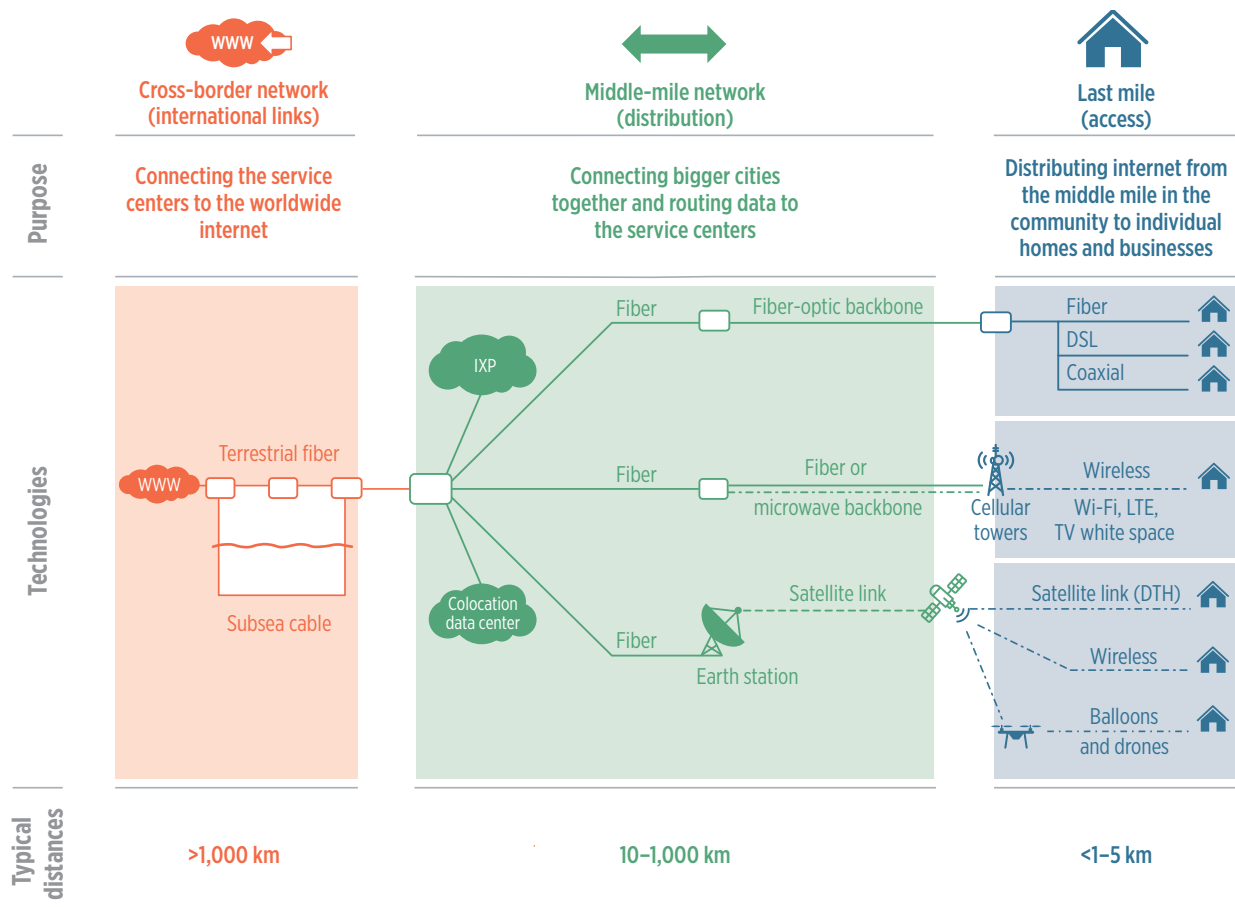 WWW
Cross-border network
(international links)
Middle-mile network
(distribution)
Last mile
(access)
Purpose
Connecting the service
centers to the worldwide
internet
Connecting bigger cities
together and routing data to
the service centers
Distributing internet from
the middle mile in the
community to individual
homes and businesses
Technologies
WWW
Terrestrial fiber
Subsea cable
IXP
Colocation
data center
Fiber
Fiber-optic backbone
Fiber
Fiber or
microwave backbone
Fiber
Earth station
Satellite link
Fiber
DSL
Coaxial
Cellular
towers
Wireless
Wi-Fi, LTE,
TV white space
Satellite link (DTH)
Wireless
Balloons
and drones
Typical
distances
>1,000 km
10–1,000 km
<1–5 km